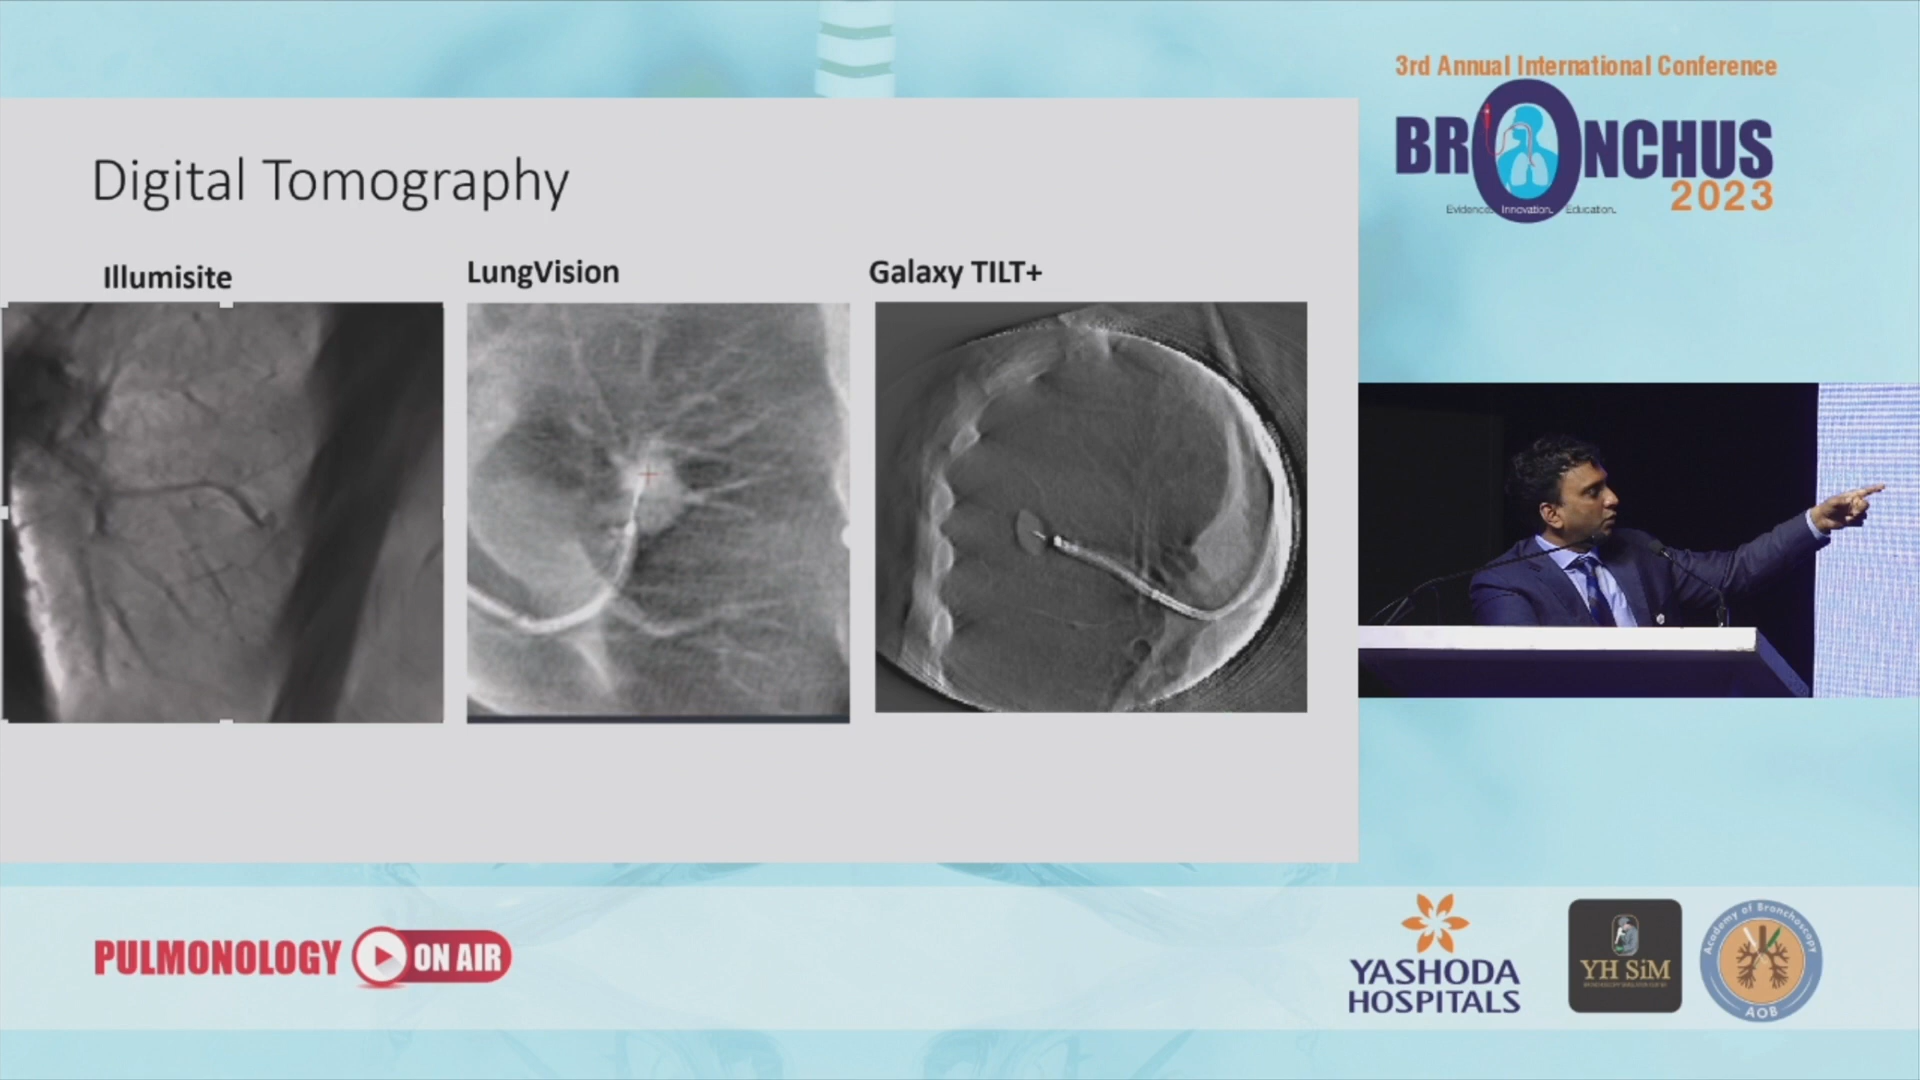 3rd Annual International Conference
BRONCHUS
2023
Evidence. Innovation. Education.
Digital Tomography
Illumisite
LungVision
Galaxy TILT+
PULMONOLOGY ON AIR
YASHODA
HOSPITALS
YH SiM
Academy of Bronchoscopy
AOB